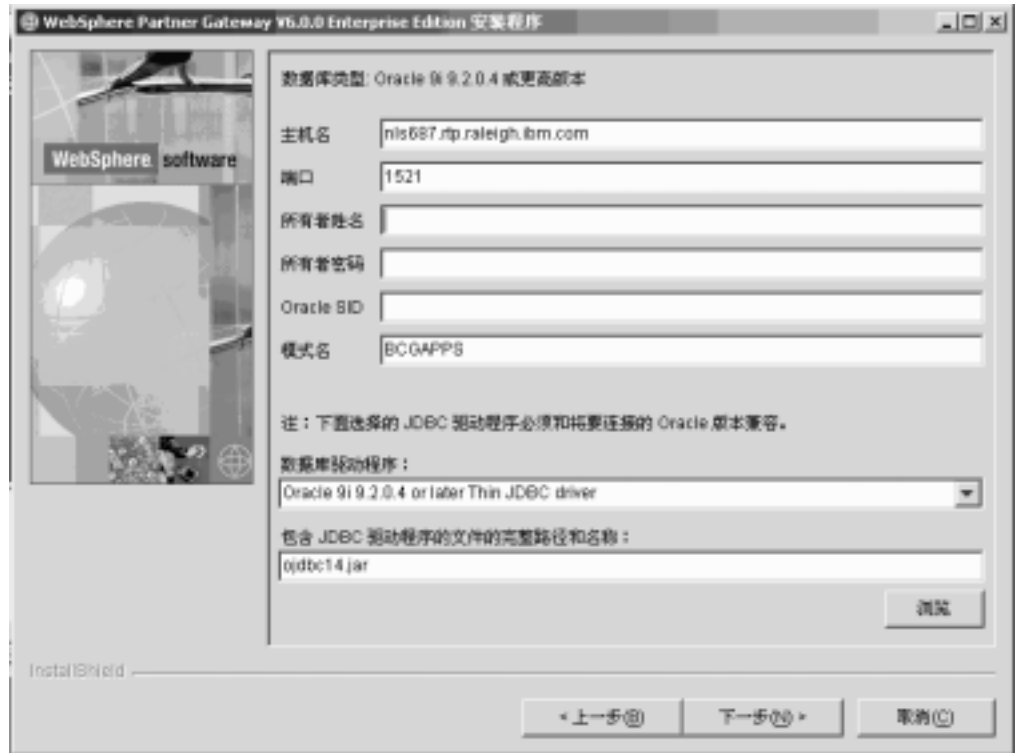 WebSphere Partner Gateway V6.0.0 Enterprise Edition 安装程序
WebSphere software
数据库类型: Oracle 9i 9.2.0.4 或更高版本
主机名 nls687.rtp.raleigh.ibm.com
端口 1521
所有者姓名
所有者密码
Oracle SID
模式名 BCGAPPS
注：下面选择的 JDBC 驱动程序必须和将要连接的 Oracle 版本兼容。
数据库驱动程序：
Oracle 9i 9.2.0.4 or later Thin JDBC driver
包含 JDBC 驱动程序的文件的完整路径和名称：
ojdbc14.jar
浏览
InstallShield
< 上一步(B) 下一步(N) > 取消(C)